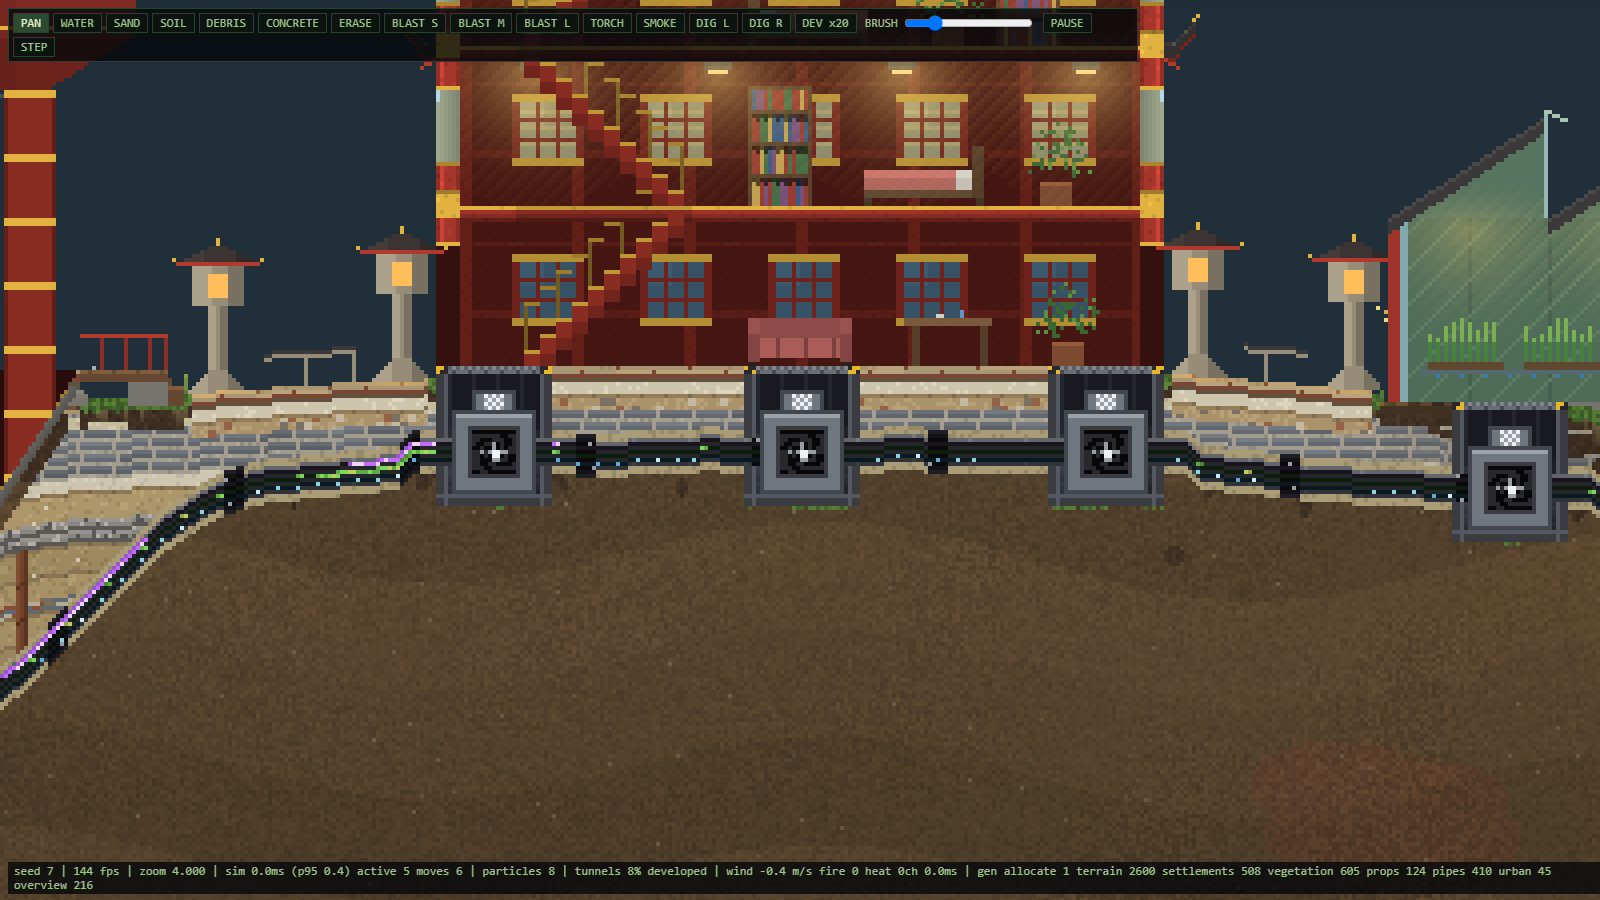 PAN WATER SAND SOIL DEBRIS CONCRETE ERASE BLAST S BLAST M BLAST L TORCH SMOKE DIG L DIG R DEV x20 BRUSH PAUSE
STEP
seed 7 | 144 fps | zoom 4.000 | sim 0.0ms (p95 0.4) active 5 moves 6 | particles 8 | tunnels 8% developed | wind -0.4 m/s fire 0 heat 0ch 0.0ms | gen allocate 1 terrain 2600 settlements 508 vegetation 605 props 124 pipes 410 urban 45
overview 216